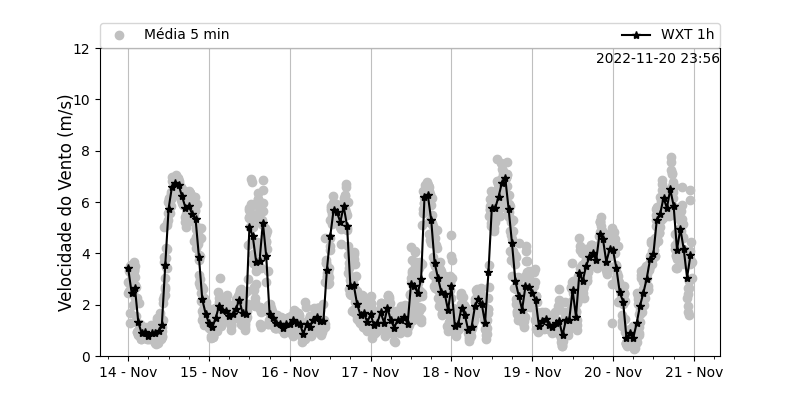 Média 5 min
WXT 1h
2022-11-20 23:56
Velocidade do Vento (m/s)
12
10
8
6
4
2
0
14 - Nov
15 - Nov
16 - Nov
17 - Nov
18 - Nov
19 - Nov
20 - Nov
21 - Nov